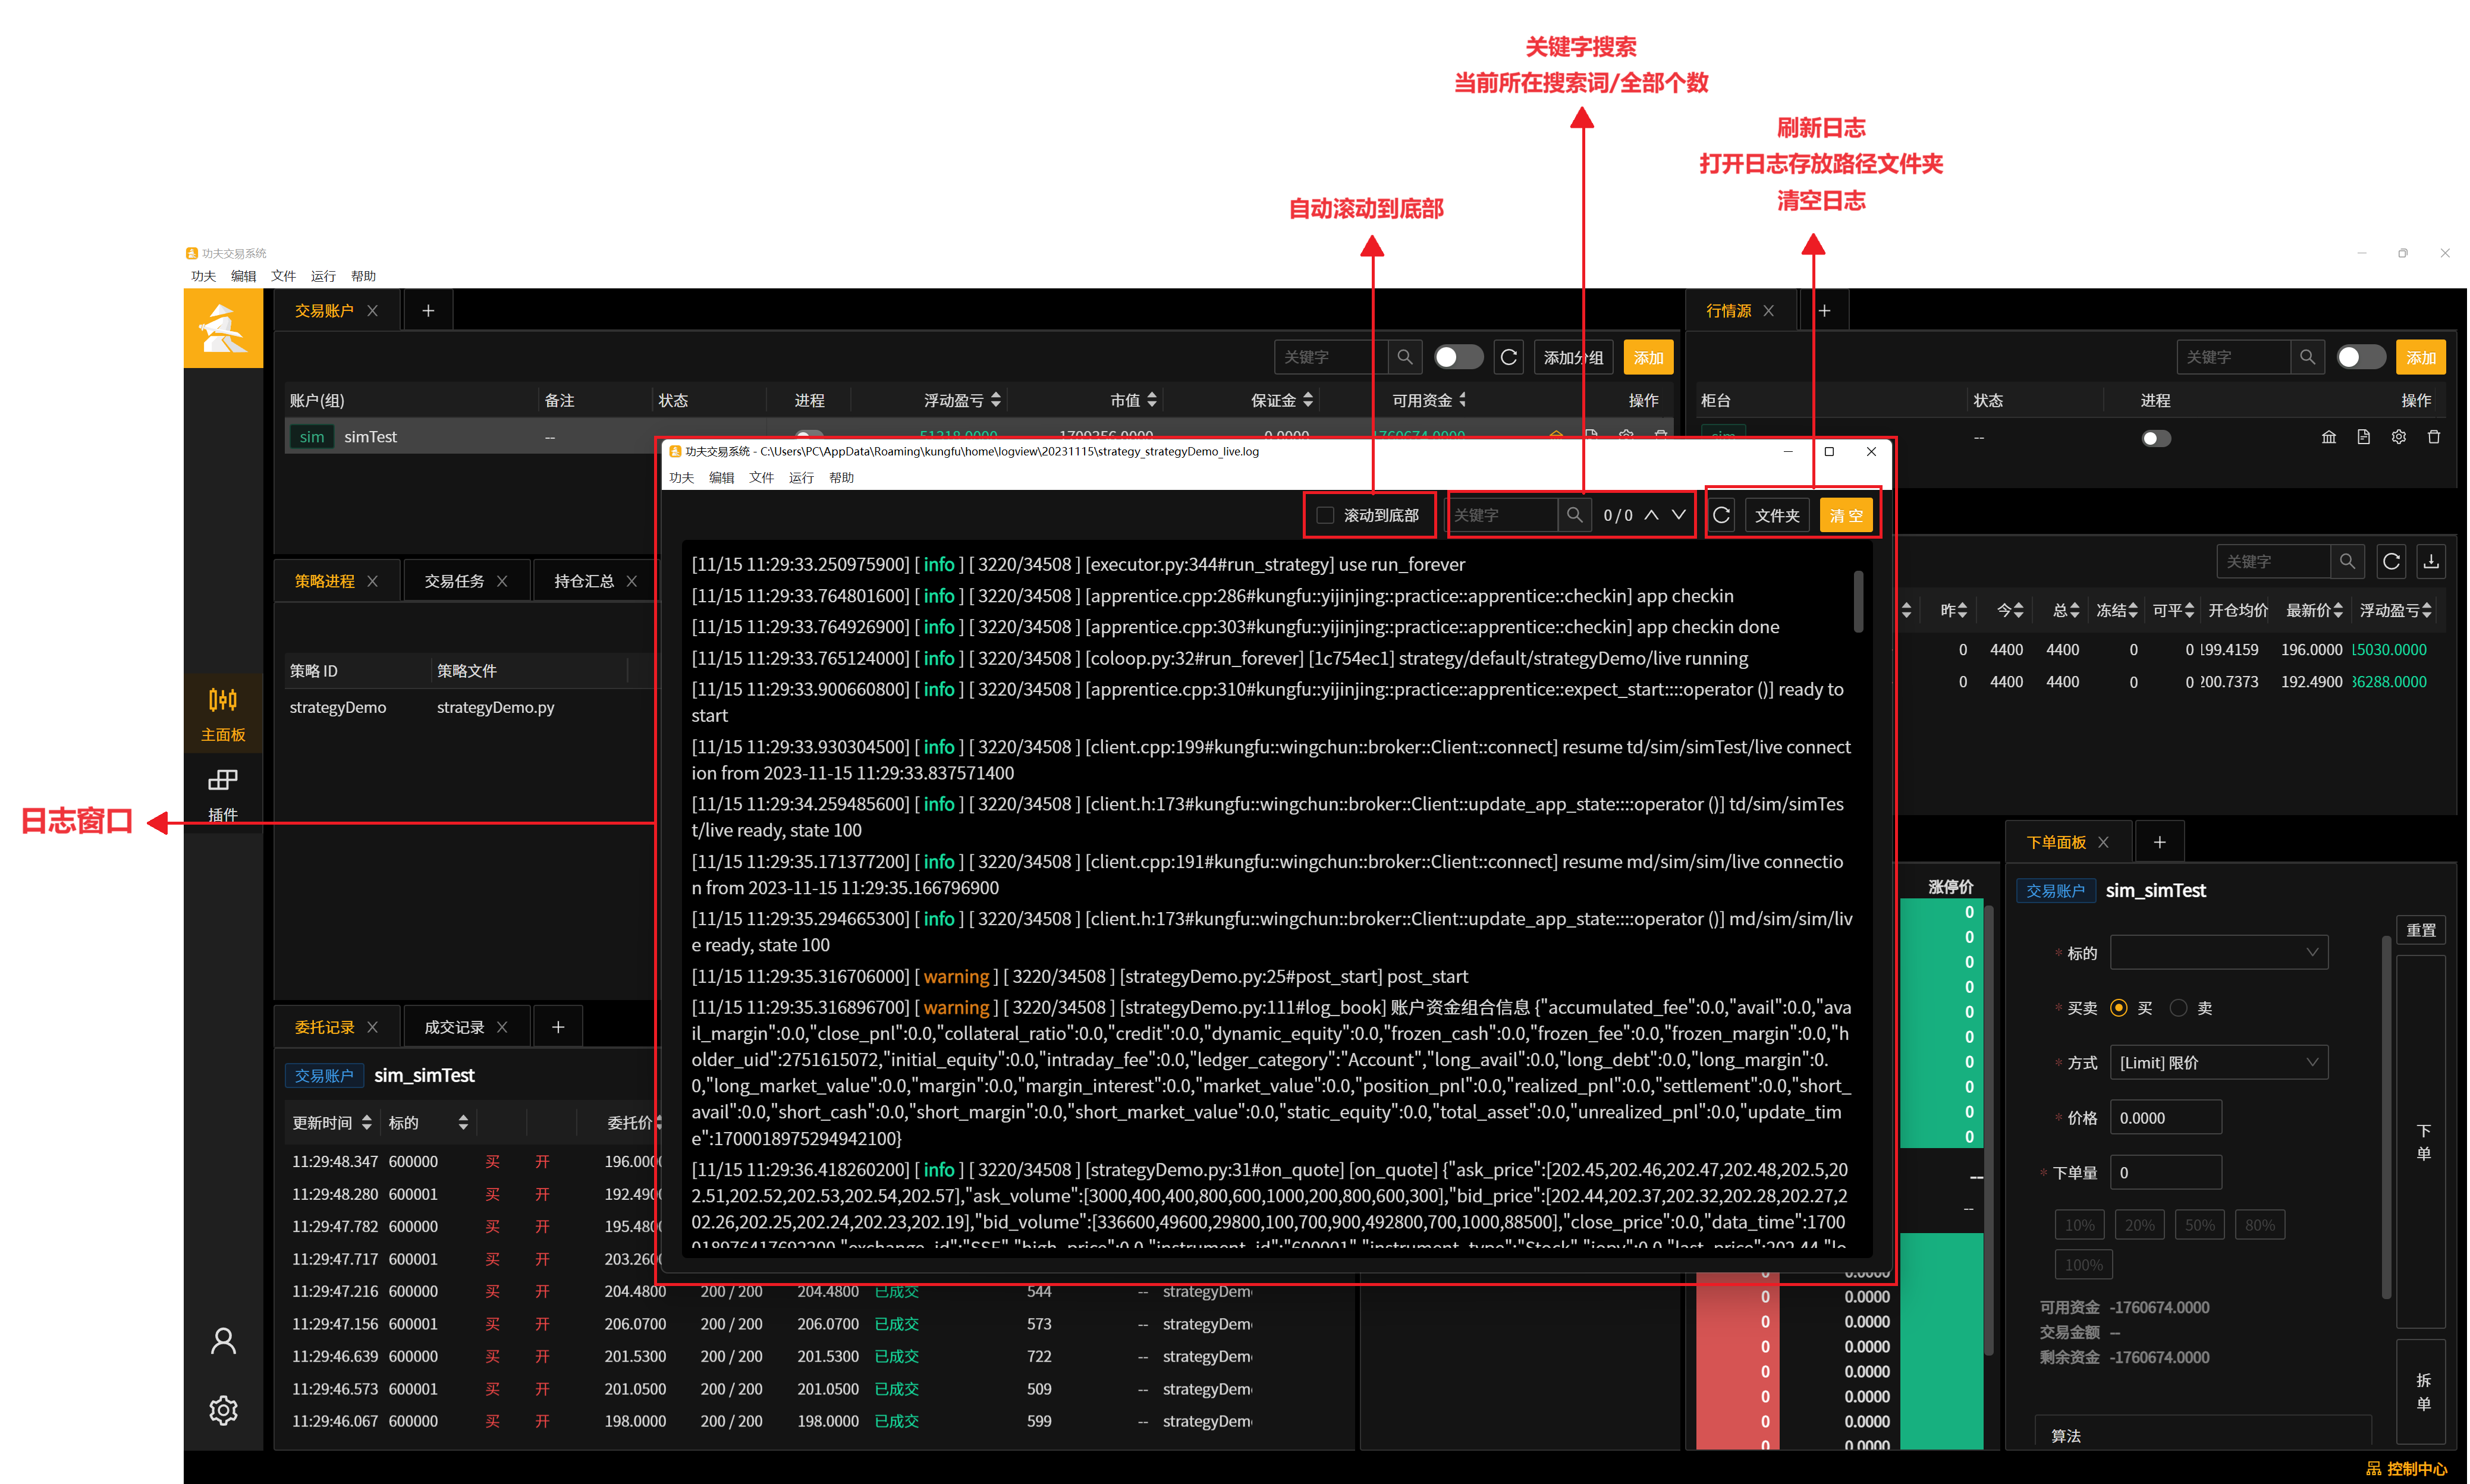 关键字搜索
当前所在搜索词/全部个数
刷新日志
打开日志存放路径文件夹
清空日志
自动滚动到底部
功夫交易系统
功夫 编辑 文件 运行 帮助
交易账户
行情源
关键字 添加分组 添加
关键字 添加
账户(组) 备注 状态 进程 浮动盈亏 市值 保证金 可用资金 操作
柜台 状态 进程 操作
sim simTest --
--
功夫交易系统 - C:\Users\PC\AppData\Roaming\kungfu\home\logview\20231115\strategy_strategyDemo_live.log
功夫 编辑 文件 运行 帮助
滚动到底部 关键字 0 / 0 文件夹 清 空
[11/15 11:29:33.250975900] [ info ] [ 3220/34508 ] [executor.py:344#run_strategy] use run_forever
[11/15 11:29:33.764801600] [ info ] [ 3220/34508 ] [apprentice.cpp:286#kungfu::yijinjing::practice::apprentice::checkin] app checkin
[11/15 11:29:33.764926900] [ info ] [ 3220/34508 ] [apprentice.cpp:303#kungfu::yijinjing::practice::apprentice::checkin] app checkin done
[11/15 11:29:33.765124000] [ info ] [ 3220/34508 ] [coloop.py:32#run_forever] [1c754ec1] strategy/default/strategyDemo/live running
[11/15 11:29:33.900660800] [ info ] [ 3220/34508 ] [apprentice.cpp:310#kungfu::yijinjing::practice::apprentice::expect_start::::operator ()] ready to
start
[11/15 11:29:33.930304500] [ info ] [ 3220/34508 ] [client.cpp:199#kungfu::wingchun::broker::Client::connect] resume td/sim/simTest/live connect
ion from 2023-11-15 11:29:33.837571400
[11/15 11:29:34.259485600] [ info ] [ 3220/34508 ] [client.h:173#kungfu::wingchun::broker::Client::update_app_state::::operator ()] td/sim/simTes
t/live ready, state 100
[11/15 11:29:35.171377200] [ info ] [ 3220/34508 ] [client.cpp:191#kungfu::wingchun::broker::Client::connect] resume md/sim/sim/live connectio
n from 2023-11-15 11:29:35.166796900
[11/15 11:29:35.294665300] [ info ] [ 3220/34508 ] [client.h:173#kungfu::wingchun::broker::Client::update_app_state::::operator ()] md/sim/sim/liv
e ready, state 100
[11/15 11:29:35.316706000] [ warning ] [ 3220/34508 ] [strategyDemo.py:25#post_start] post_start
[11/15 11:29:35.316896700] [ warning ] [ 3220/34508 ] [strategyDemo.py:111#log_book] 账户资金组合信息 {"accumulated_fee":0.0,"avail":0.0,"ava
il_margin":0.0,"close_pnl":0.0,"collateral_ratio":0.0,"credit":0.0,"dynamic_equity":0.0,"frozen_cash":0.0,"frozen_fee":0.0,"frozen_margin":0.0,"h
older_uid":2751615072,"initial_equity":0.0,"intraday_fee":0.0,"ledger_category":"Account","long_avail":0.0,"long_debt":0.0,"long_margin":0.
0,"long_market_value":0.0,"margin":0.0,"margin_interest":0.0,"market_value":0.0,"position_pnl":0.0,"realized_pnl":0.0,"settlement":0.0,"short_
avail":0.0,"short_cash":0.0,"short_margin":0.0,"short_market_value":0.0,"static_equity":0.0,"total_asset":0.0,"unrealized_pnl":0.0,"update_tim
e":1700018975294942100}
[11/15 11:29:36.418260200] [ info ] [ 3220/34508 ] [strategyDemo.py:31#on_quote] [on_quote] {"ask_price":[202.45,202.46,202.47,202.48,202.5,20
2.51,202.52,202.53,202.54,202.57],"ask_volume":[3000,400,400,800,600,1000,200,800,600,300],"bid_price":[202.44,202.37,202.32,202.28,202.27,2
02.26,202.25,202.24,202.23,202.19],"bid_volume":[336600,49600,29800,100,700,900,492800,700,1000,88500],"close_price":0.0,"data_time":1700
策略进程 交易任务 持仓汇总
策略 ID 策略文件
strategyDemo strategyDemo.py
主面板
插件
日志窗口
关键字
昨 今 总 冻结 可平 开仓均价 最新价 浮动盈亏
0 4400 4400 0 0 199.4159 196.0000 15030.0000
0 4400 4400 0 0 200.7373 192.4900 36288.0000
委托记录 成交记录
交易账户 sim_simTest
更新时间 标的 委托价
11:29:48.347 600000 买 开 196.000
11:29:48.280 600001 买 开 192.490
11:29:47.782 600000 买 开 195.480
11:29:47.717 600001 买 开 203.260
11:29:47.216 600000 买 开 204.4800 200 / 200 204.4800 已成交 544 -- strategyDem
11:29:47.156 600001 买 开 206.0700 200 / 200 206.0700 已成交 573 -- strategyDem
11:29:46.639 600000 买 开 201.5300 200 / 200 201.5300 已成交 722 -- strategyDem
11:29:46.573 600001 买 开 201.0500 200 / 200 201.0500 已成交 509 -- strategyDem
11:29:46.067 600000 买 开 198.0000 200 / 200 198.0000 已成交 599 -- strategyDem
涨停价
0
0
0
0
0
0
0
0
0
0
--
--
0 0.0000
0 0.0000
0 0.0000
0 0.0000
0 0.0000
0 0.0000
0 0.0000
0 0.0000
下单面板
交易账户 sim_simTest
重置
* 标的
* 买卖 买 卖
* 方式 [Limit] 限价
* 价格 0.0000
* 下单量 0
下
单
10% 20% 50% 80%
100%
可用资金 -1760674.0000
交易金额 --
剩余资金 -1760674.0000
拆
单
算法
控制中心